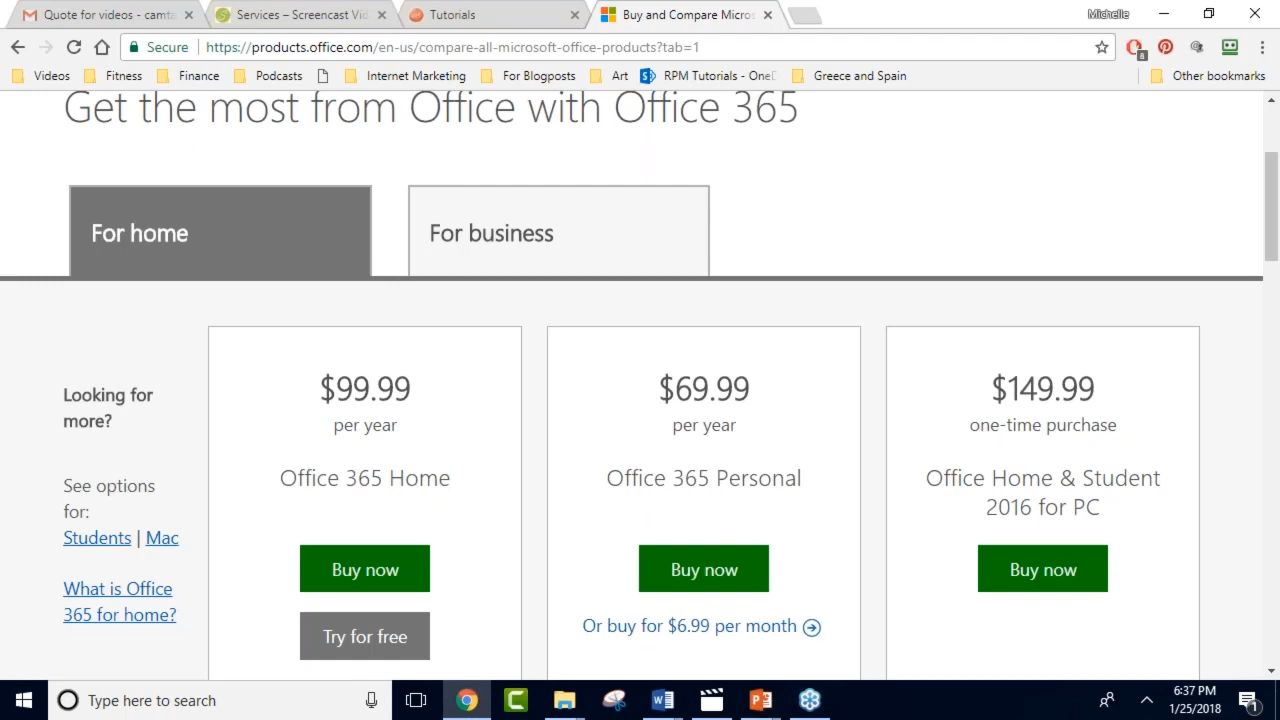 Quote for videos - camta
Services – Screencast Vid
Tutorials
Buy and Compare Micros
Michelle
Secure
https://products.office.com/en-us/compare-all-microsoft-office-products?tab=1
8
Videos
Fitness
Finance
Podcasts
Internet Marketing
For Blogposts
Art
RPM Tutorials - OneD
Greece and Spain
Other bookmarks
Get the most from Office with Office 365
For home
For business
Looking for
more?
See options
for:
Students | Mac
What is Office
365 for home?
$99.99
per year
Office 365 Home
Buy now
Try for free
$69.99
per year
Office 365 Personal
Buy now
Or buy for $6.99 per month
$149.99
one-time purchase
Office Home & Student
2016 for PC
Buy now
Type here to search
6:37 PM
1/25/2018
1